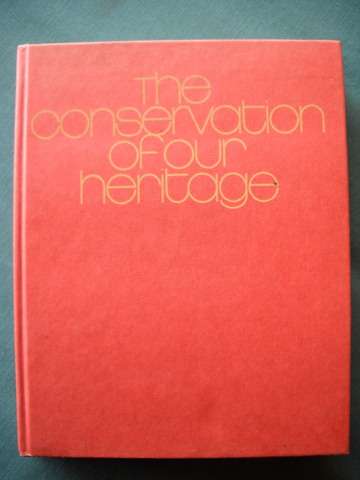 The
conservation
of our
heritage